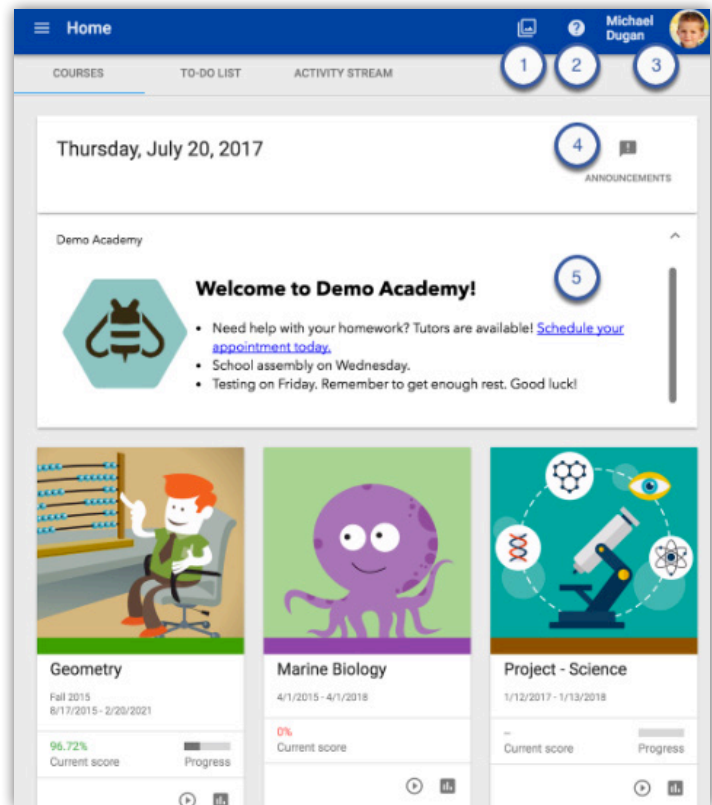 Home
Michael
Dugan
1
2
3
COURSES
TO-DO LIST
ACTIVITY STREAM
Thursday, July 20, 2017
4
ANNOUNCEMENTS
Demo Academy
5
Welcome to Demo Academy!
• Need help with your homework? Tutors are available! Schedule your
appointment today.
• School assembly on Wednesday.
• Testing on Friday. Remember to get enough rest. Good luck!
Geometry
Fall 2015
8/17/2015 - 2/20/2021
96.72%
Current score
Progress
Marine Biology
4/1/2015 - 4/1/2018
0%
Current score
Project - Science
1/12/2017 - 1/13/2018
–
Current score
Progress